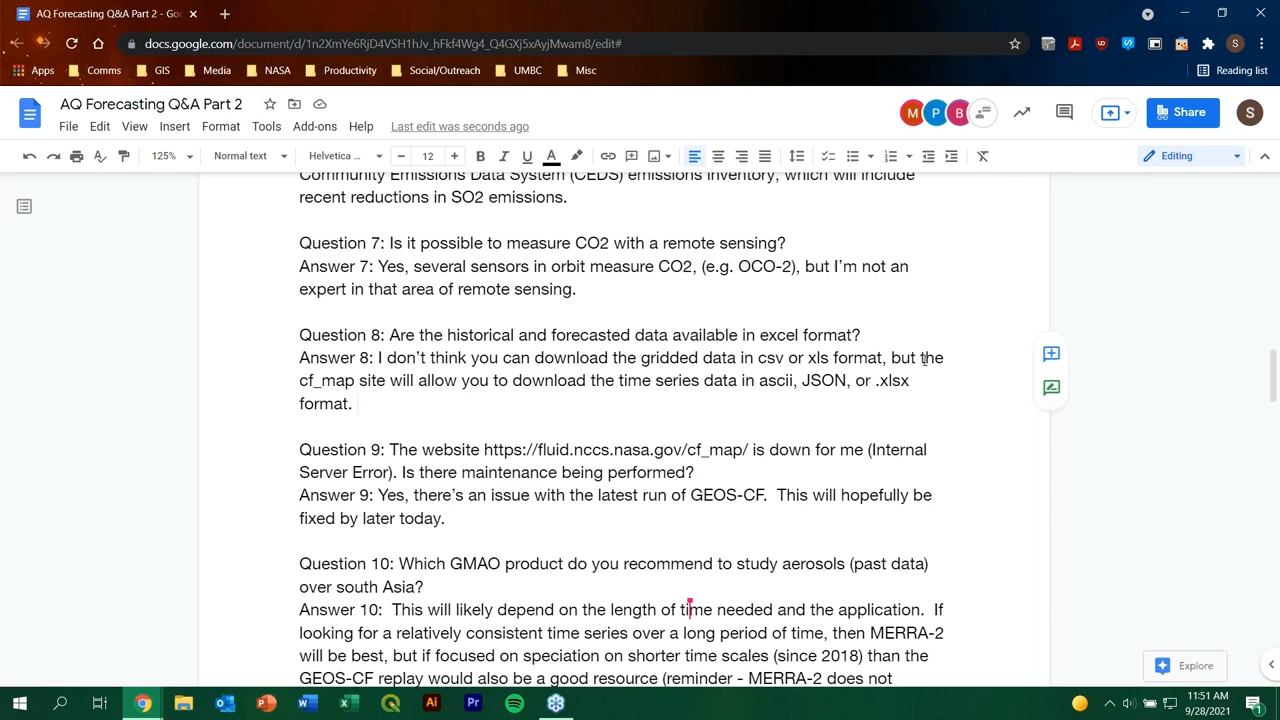 AQ Forecasting Q&A Part 2 - Go
docs.google.com/document/d/1n2XmYe6RjD4VSH1hJv_hFkf4Wg4_Q4GXj5xAyjMwam8/edit#
S
Apps Comms GIS Media NASA Productivity Social/Outreach UMBC Misc Reading list
AQ Forecasting Q&A Part 2
M P B Share S
File Edit View Insert Format Tools Add-ons Help Last edit was seconds ago
125% Normal text Helvetica ... 12 B I U A Editing
Community Emissions Data System (CEDS) emissions inventory, which will include
recent reductions in SO2 emissions.
Question 7: Is it possible to measure CO2 with a remote sensing?
Answer 7: Yes, several sensors in orbit measure CO2, (e.g. OCO-2), but I'm not an
expert in that area of remote sensing.
Question 8: Are the historical and forecasted data available in excel format?
Answer 8: I don't think you can download the gridded data in csv or xls format, but the
cf_map site will allow you to download the time series data in ascii, JSON, or .xlsx
format.
Question 9: The website https://fluid.nccs.nasa.gov/cf_map/ is down for me (Internal
Server Error). Is there maintenance being performed?
Answer 9: Yes, there's an issue with the latest run of GEOS-CF.  This will hopefully be
fixed by later today.
Question 10: Which GMAO product do you recommend to study aerosols (past data)
over south Asia?
Answer 10:  This will likely depend on the length of time needed and the application.  If
looking for a relatively consistent time series over a long period of time, then MERRA-2
will be best, but if focused on speciation on shorter time scales (since 2018) than the
GEOS-CF replay would also be a good resource (reminder - MERRA-2 does not
Explore
Ai Pr
11:51 AM
9/28/2021